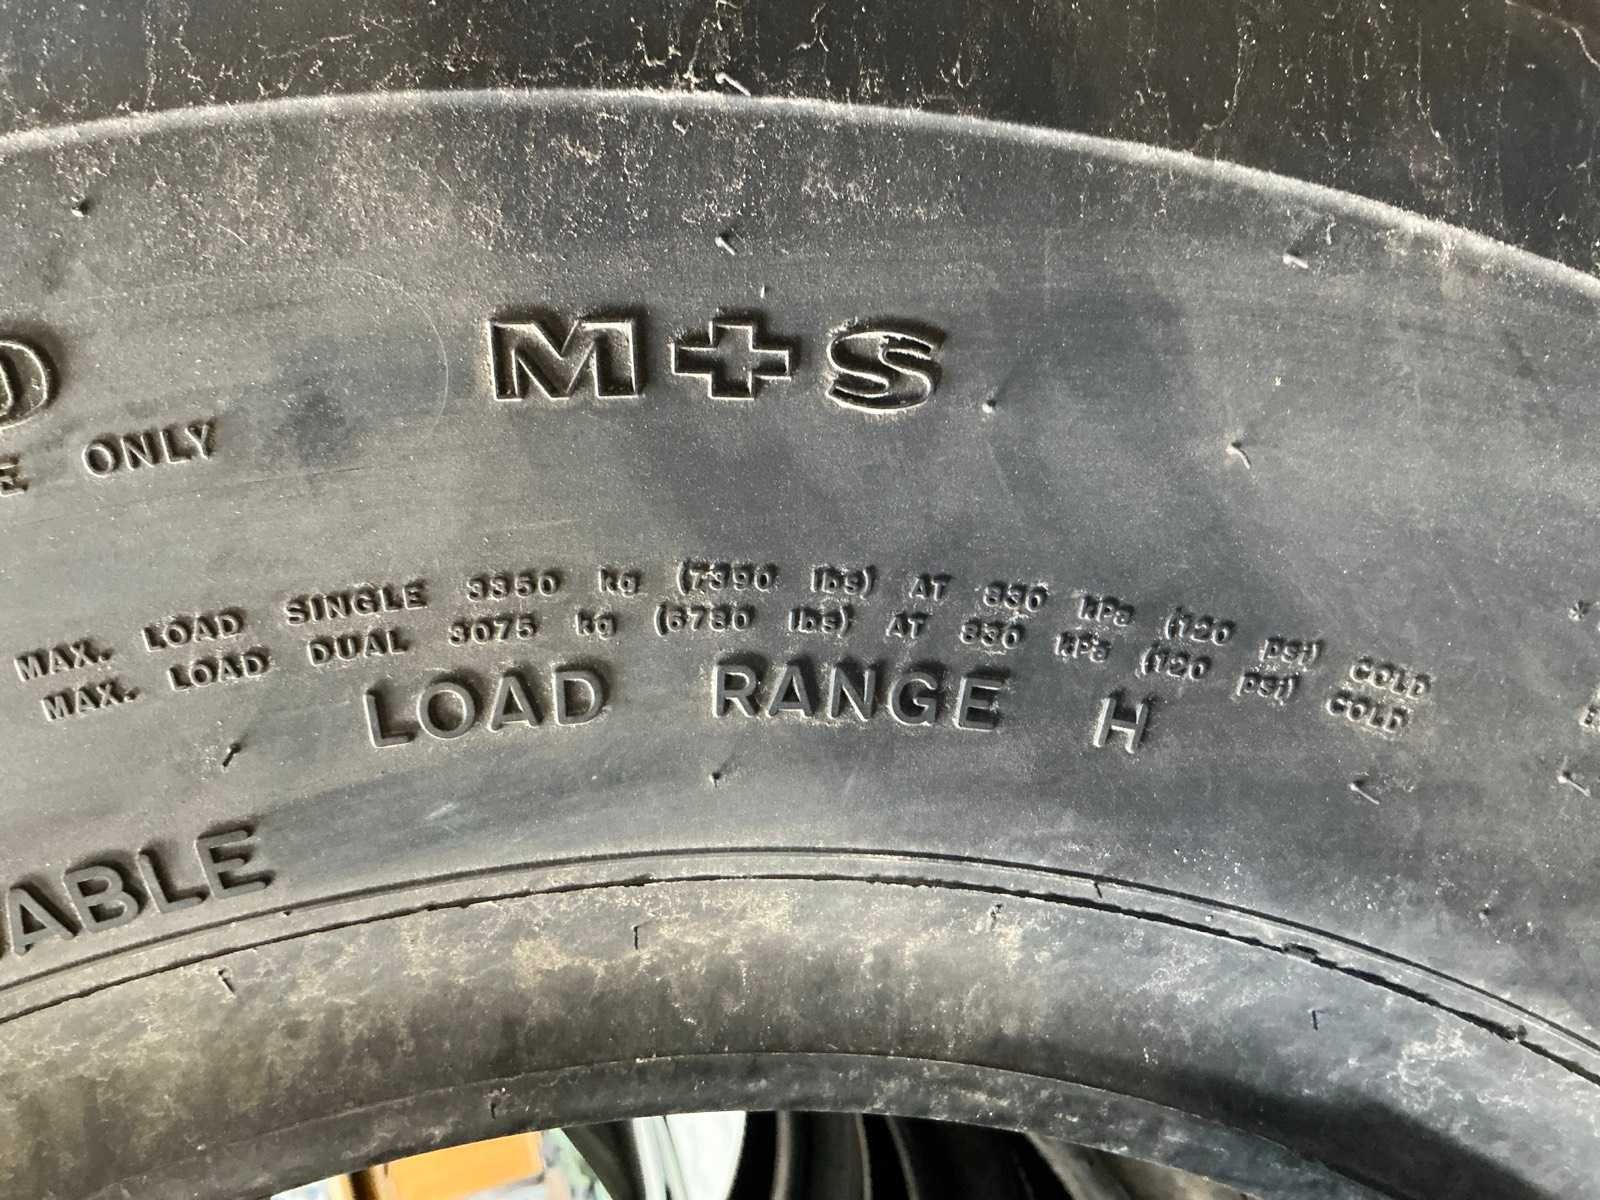 M+S
E ONLY
MAX. LOAD SINGLE 3350 kg (7390 lbs) AT 830 kPa (120 psi) COLD
MAX. LOAD DUAL 3075 kg (6780 lbs) AT 830 kPa (120 psi) COLD
LOAD RANGE H
ABLE